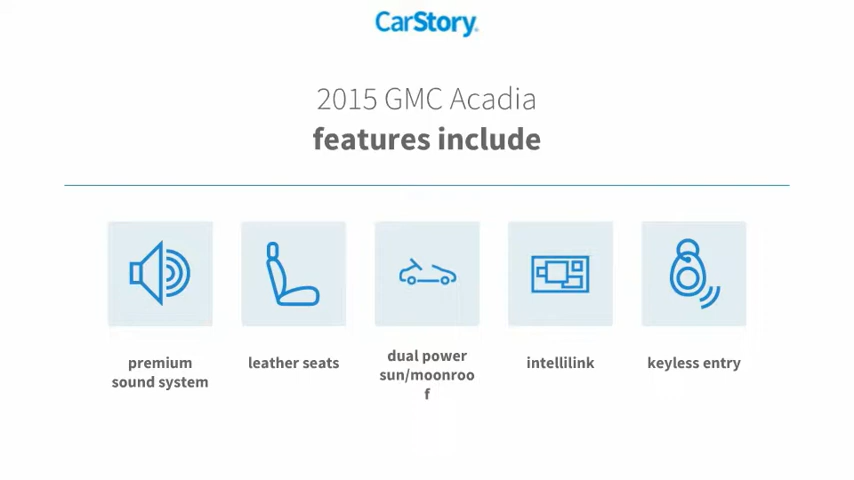 CarStory
2015 GMC Acadia
features include
premium
sound system
leather seats
dual power
sun/moonroo
f
intellilink
keyless entry